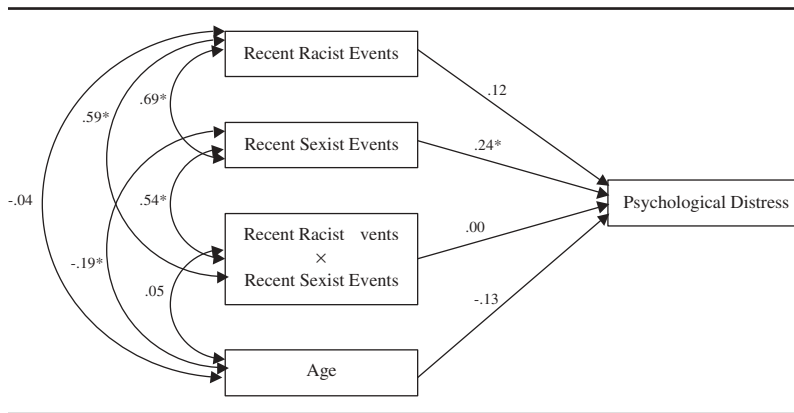 Recent Racist Events
.12
.69*
.59*
Recent Sexist Events
.24*
Psychological Distress
-.04
.54*
Recent Racist vents
×
Recent Sexist Events
.00
-.19*
.05
-.13
Age